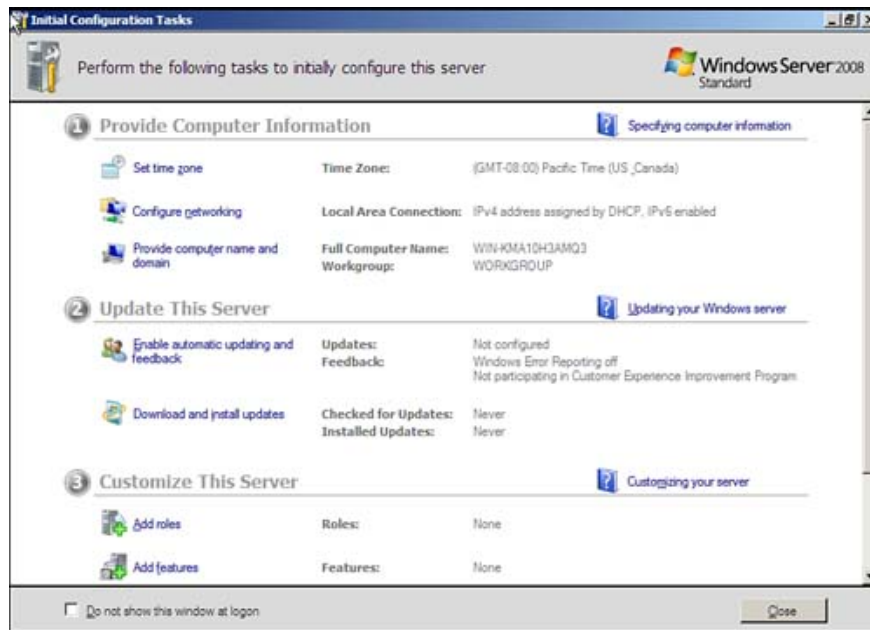 Initial Configuration Tasks
Perform the following tasks to initially configure this server
Windows Server 2008
Standard
1 Provide Computer Information
Specifying computer information
Set time zone
Time Zone: (GMT-08:00) Pacific Time (US _Canada)
Configure networking
Local Area Connection: IPv4 address assigned by DHCP, IPv6 enabled
Provide computer name and domain
Full Computer Name: WIN-KMA10H3AMQ3
Workgroup: WORKGROUP
2 Update This Server
Updating your Windows server
Enable automatic updating and feedback
Updates: Not configured
Feedback: Windows Error Reporting off
Not participating in Customer Experience Improvement Program
Download and install updates
Checked for Updates: Never
Installed Updates: Never
3 Customize This Server
Customizing your server
Add roles
Roles: None
Add features
Features: None
Do not show this window at logon
Close